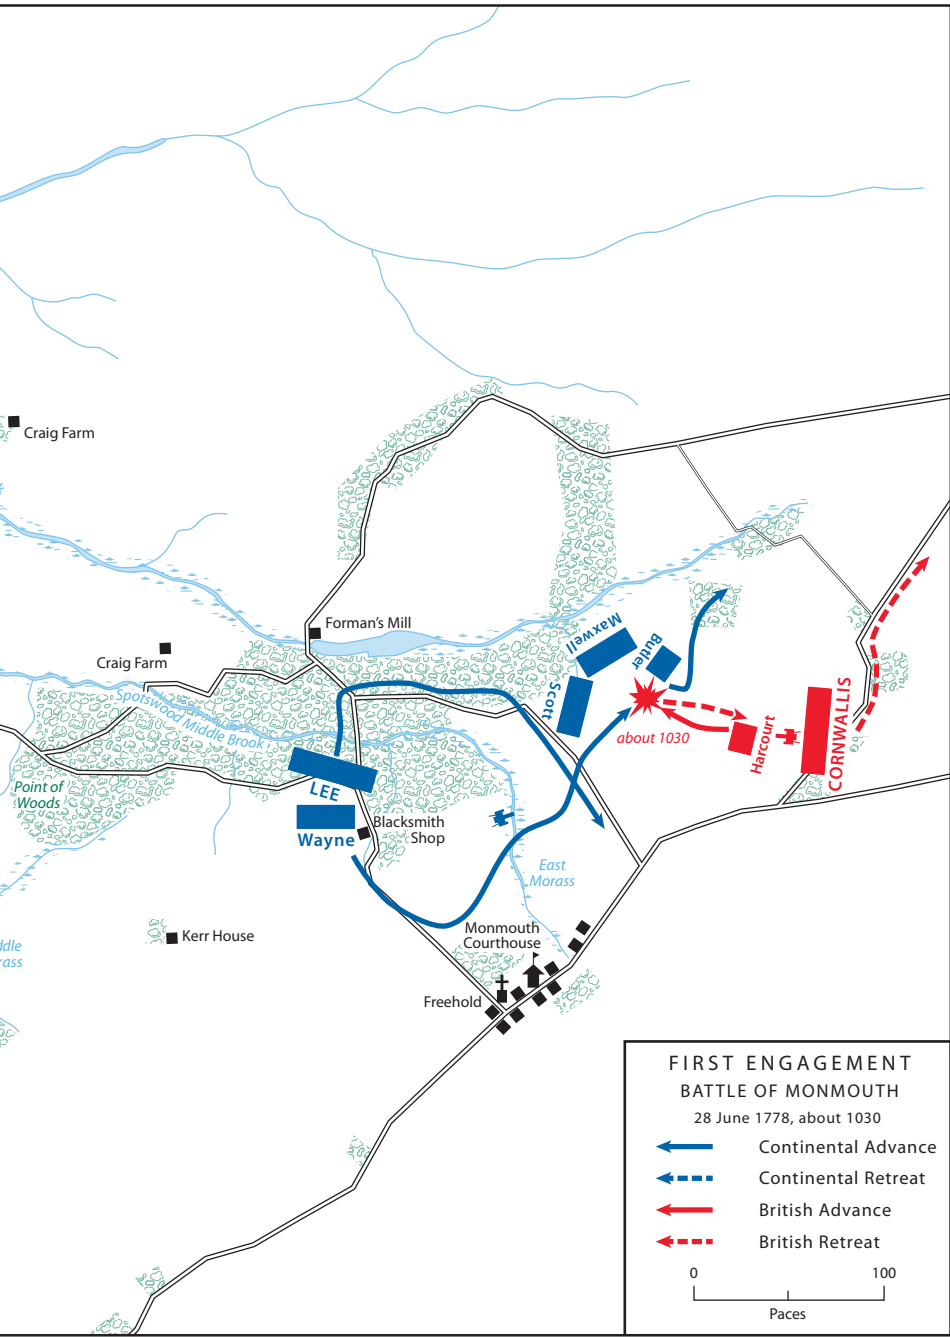 Craig Farm
Forman's Mill
Craig Farm
Spotswood Middle Brook
Maxwell
Butler
Scott
about 1030
Harcourt
CORNWALLIS
Point of
Woods
LEE
Wayne
Blacksmith
Shop
East
Morass
Kerr House
Monmouth
Courthouse
Freehold
FIRST ENGAGEMENT
BATTLE OF MONMOUTH
28 June 1778, about 1030
Continental Advance
Continental Retreat
British Advance
British Retreat
0 100
Paces